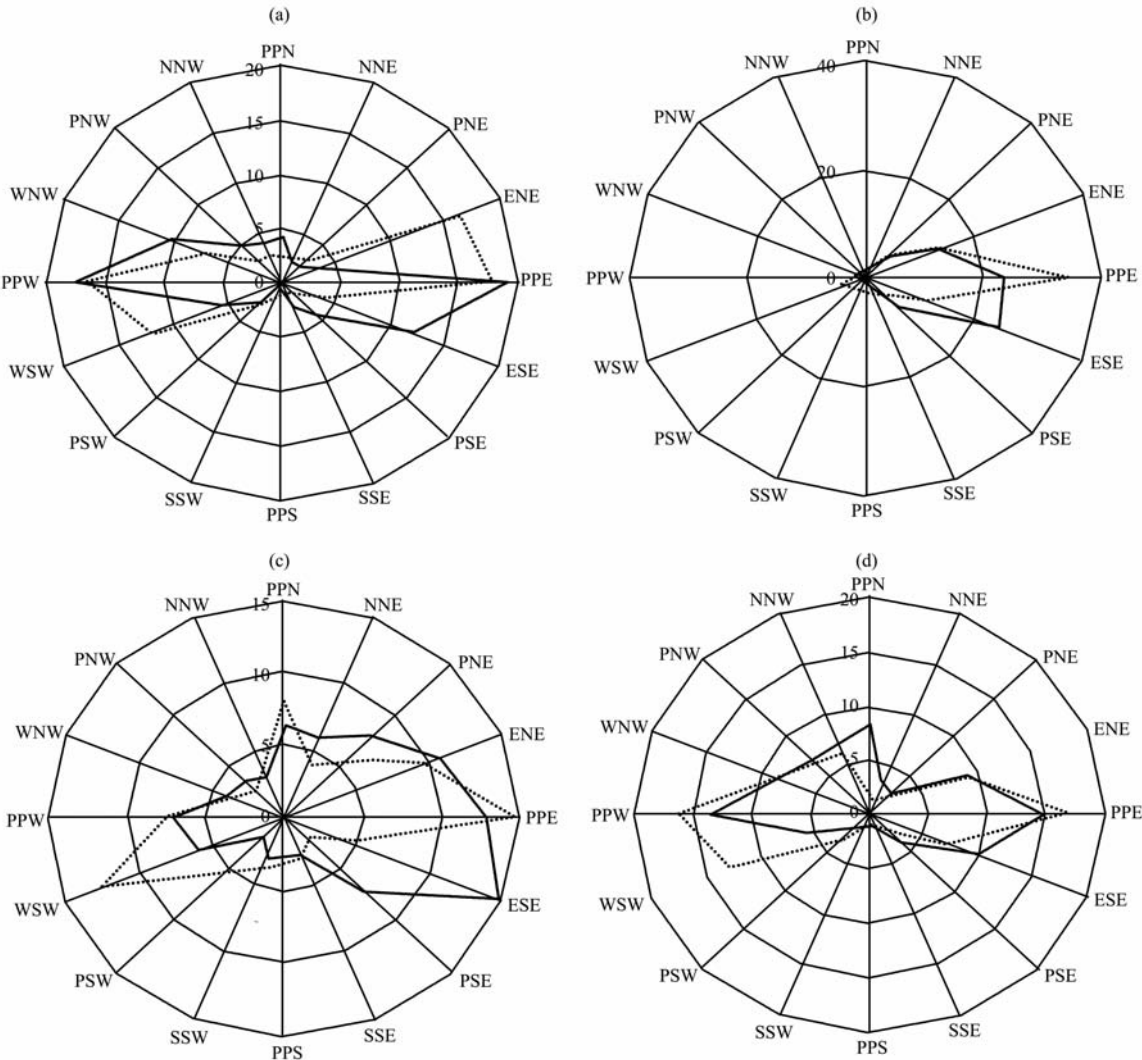 (a)
PPN
NNW
NNE
20
PNW
PNE
15
10
WNW
ENE
5
PPW
0
PPE
WSW
ESE
PSW
PSE
SSW
SSE
PPS
(b)
PPN
40
NNW
NNE
PNW
PNE
20
WNW
ENE
PPW
0
PPE
WSW
ESE
PSW
PSE
SSW
SSE
PPS
(c)
PPN
15
NNW
NNE
PNW
PNE
10
WNW
ENE
5
PPW
0
PPE
WSW
ESE
PSW
PSE
SSW
SSE
PPS
(d)
PPN
20
NNW
NNE
PNW
PNE
15
10
WNW
ENE
5
PPW
0
PPE
WSW
ESE
PSW
PSE
SSW
SSE
PPS